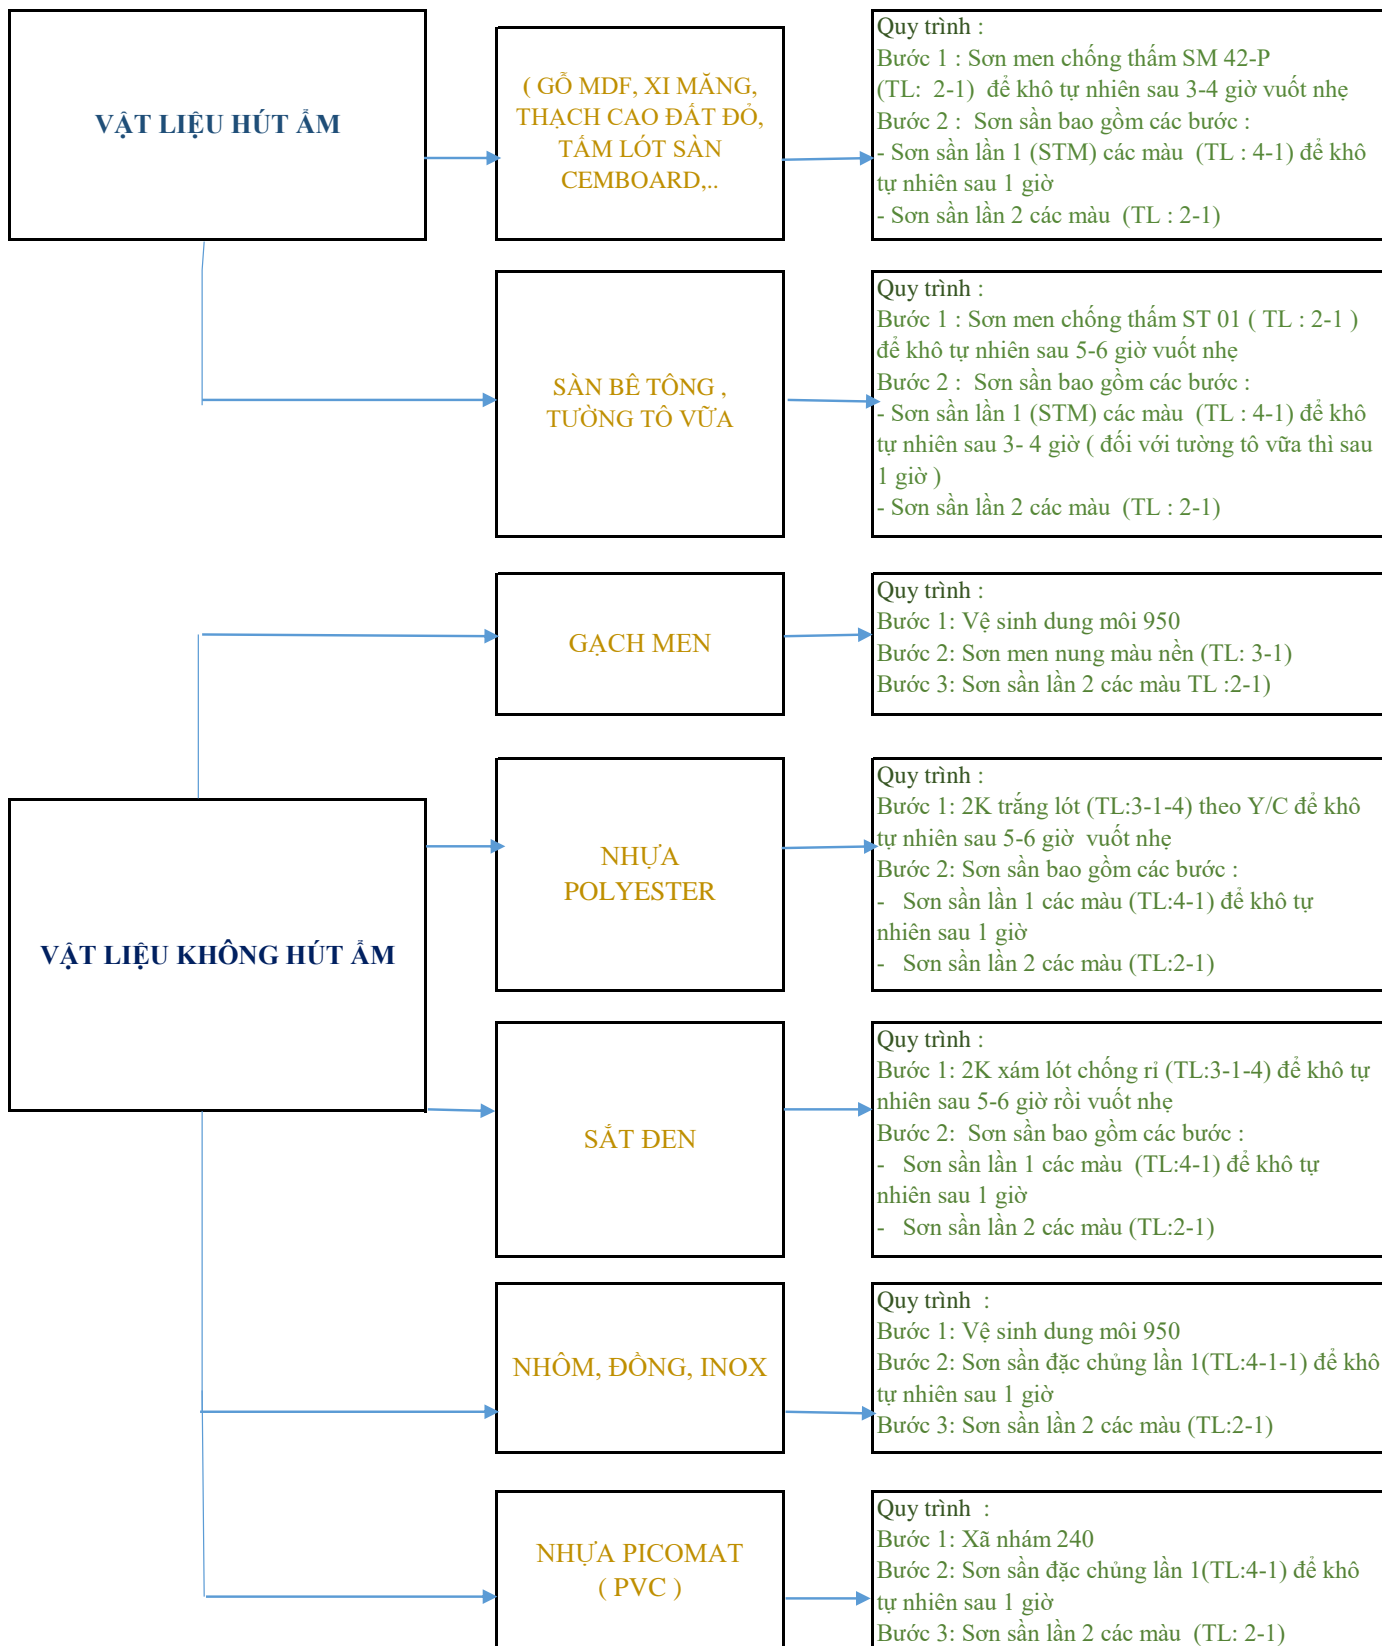 VẬT LIỆU HÚT ẨM
( GỖ MDF, XI MĂNG,
THẠCH CAO ĐẤT ĐỎ,
TẤM LÓT SÀN
CEMBOARD,..
Quy trình :
Bước 1 : Sơn men chống thấm SM 42-P
(TL: 2-1) để khô tự nhiên sau 3-4 giờ vuốt nhẹ
Bước 2 : Sơn sần bao gồm các bước :
- Sơn sần lần 1 (STM) các màu (TL : 4-1) để khô
tự nhiên sau 1 giờ
- Sơn sần lần 2 các màu (TL : 2-1)
SÀN BÊ TÔNG ,
TƯỜNG TÔ VỮA
Quy trình :
Bước 1 : Sơn men chống thấm ST 01 ( TL : 2-1 )
để khô tự nhiên sau 5-6 giờ vuốt nhẹ
Bước 2 : Sơn sần bao gồm các bước :
- Sơn sần lần 1 (STM) các màu (TL : 4-1) để khô
tự nhiên sau 3- 4 giờ ( đối với tường tô vữa thì sau
1 giờ )
- Sơn sần lần 2 các màu (TL : 2-1)
VẬT LIỆU KHÔNG HÚT ẨM
GẠCH MEN
Quy trình :
Bước 1: Vệ sinh dung môi 950
Bước 2: Sơn men nung màu nền (TL: 3-1)
Bước 3: Sơn sần lần 2 các màu TL :2-1)
NHỰA
POLYESTER
Quy trình :
Bước 1: 2K trắng lót (TL:3-1-4) theo Y/C để khô
tự nhiên sau 5-6 giờ vuốt nhẹ
Bước 2: Sơn sần bao gồm các bước :
- Sơn sần lần 1 các màu (TL:4-1) để khô tự
nhiên sau 1 giờ
- Sơn sần lần 2 các màu (TL:2-1)
SẮT ĐEN
Quy trình :
Bước 1: 2K xám lót chống rỉ (TL:3-1-4) để khô tự
nhiên sau 5-6 giờ rồi vuốt nhẹ
Bước 2: Sơn sần bao gồm các bước :
- Sơn sần lần 1 các màu (TL:4-1) để khô tự
nhiên sau 1 giờ
- Sơn sần lần 2 các màu (TL:2-1)
NHÔM, ĐỒNG, INOX
Quy trình :
Bước 1: Vệ sinh dung môi 950
Bước 2: Sơn sần đặc chủng lần 1(TL:4-1-1) để khô
tự nhiên sau 1 giờ
Bước 3: Sơn sần lần 2 các màu (TL:2-1)
NHỰA PICOMAT
( PVC )
Quy trình :
Bước 1: Xã nhám 240
Bước 2: Sơn sần đặc chủng lần 1(TL:4-1) để khô
tự nhiên sau 1 giờ
Bước 3: Sơn sần lần 2 các màu (TL: 2-1)